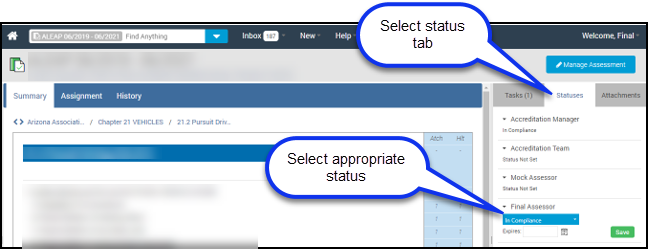 ALEAP 06/2019 - 06/2021 Find Anything
Inbox 187
New
Help
Welcome, Final
Select status
tab
Manage Assessment
Summary
Assignment
History
Tasks (1)
Statuses
Attachments
Arizona Associati.. / Chapter 21 VEHICLES / 21.2 Pursuit Driv..
Atch
Hit
Accreditation Manager
In Compliance
Accreditation Team
Status Not Set
Mock Assessor
Status Not Set
Select appropriate
status
Final Assessor
In Compliance
Expires:
Save